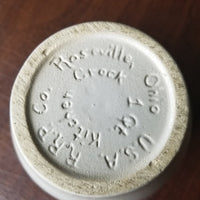 R.R.P. Co. Roseville, Ohio U.S.A
Kitchen Crock
1 Qt.